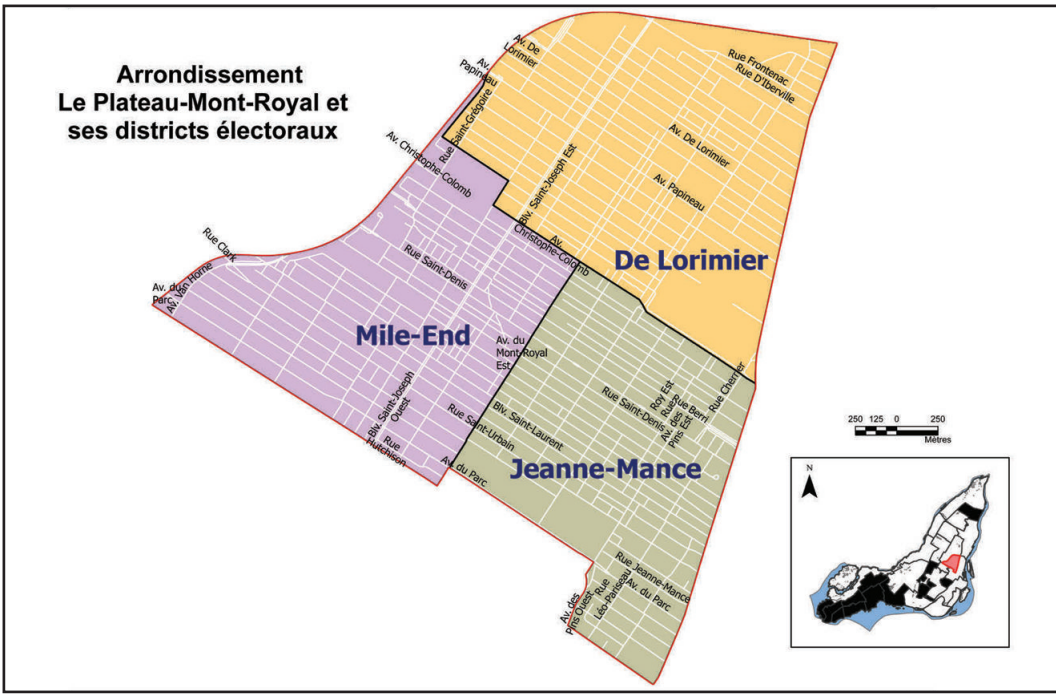 Arrondissement
Le Plateau-Mont-Royal et
ses districts électoraux
Av. De
Lorimier
Av.
Papineau
Rue Saint-Grégoire
Rue Frontenac
Rue D'Iberville
Av. Christophe-Colomb
Av. De Lorimier
Blv. Saint-Joseph Est
Av. Papineau
Rue Clark
Av. Van Horne
Av. du
Parc
Rue Saint-Denis
Av.
Christophe-Colomb
De Lorimier
Mile-End
Av. du
Mont-Royal
Est
Blv. Saint-Joseph
Ouest
Rue
Hutchison
Rue Saint-Urbain
Blv. Saint-Laurent
Av. du Parc
Rue Saint-Denis
Rue
Roy Est
Rue Berri
Av. des
Pins Est
Rue Cherrier
Jeanne-Mance
Rue Jeanne-Mance
Av. du Parc
Rue
Léo-Pariseau
Av. des
Pins Ouest
250 125 0 250
Mètres
N